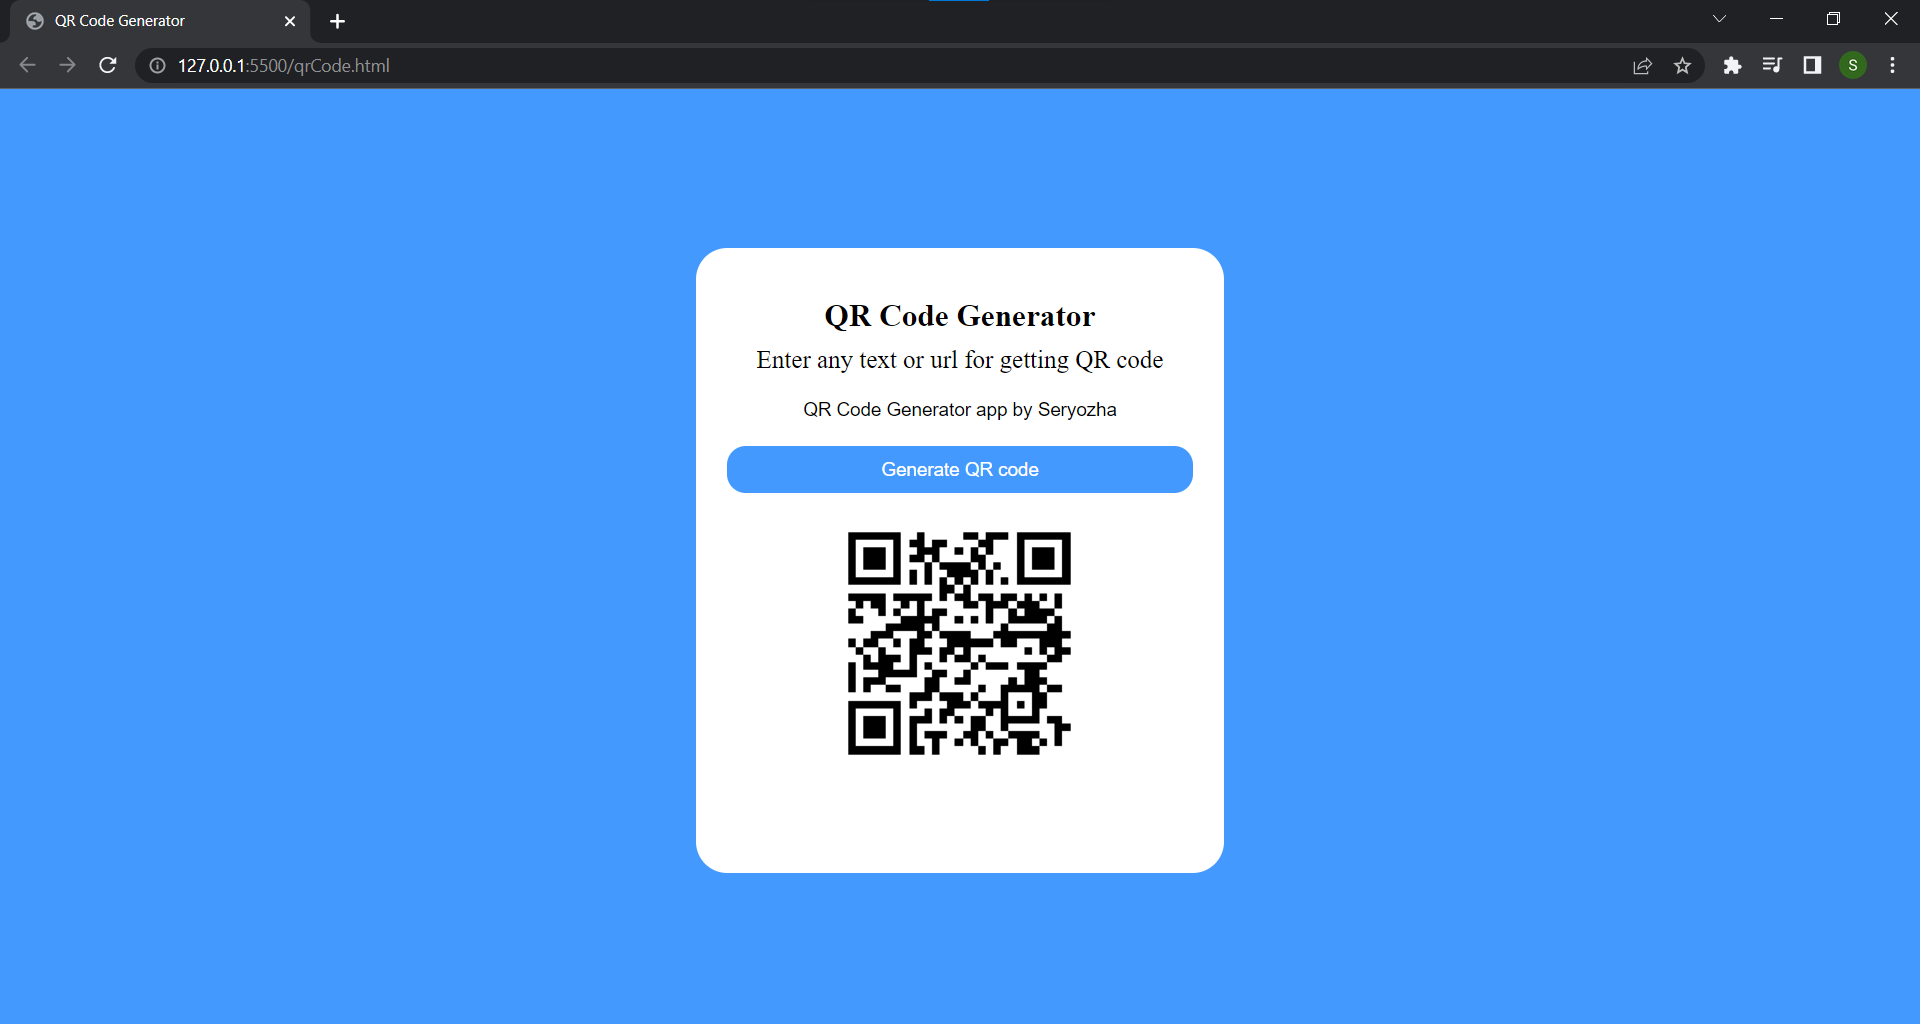 QR Code Generator
127.0.0.1:5500/qrCode.html
S
QR Code Generator
Enter any text or url for getting QR code
QR Code Generator app by Seryozha
Generate QR code